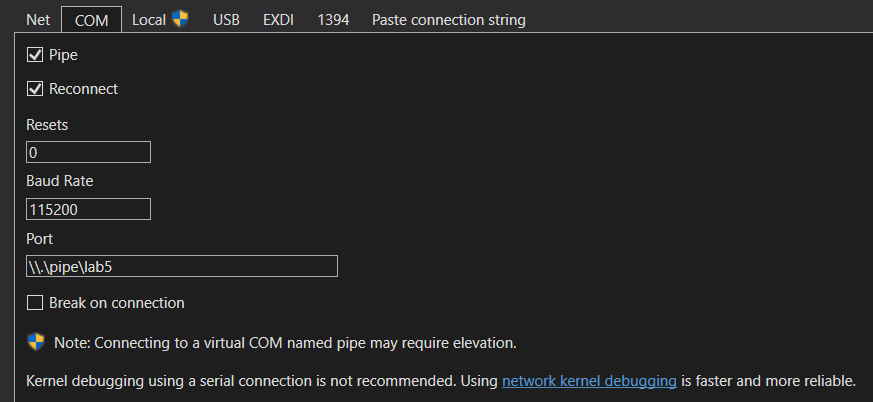 Net COM Local USB EXDI 1394 Paste connection string
Pipe
Reconnect
Resets
0
Baud Rate
115200
Port
\\.\pipe\lab5
Break on connection
Note: Connecting to a virtual COM named pipe may require elevation.
Kernel debugging using a serial connection is not recommended. Using network kernel debugging is faster and more reliable.